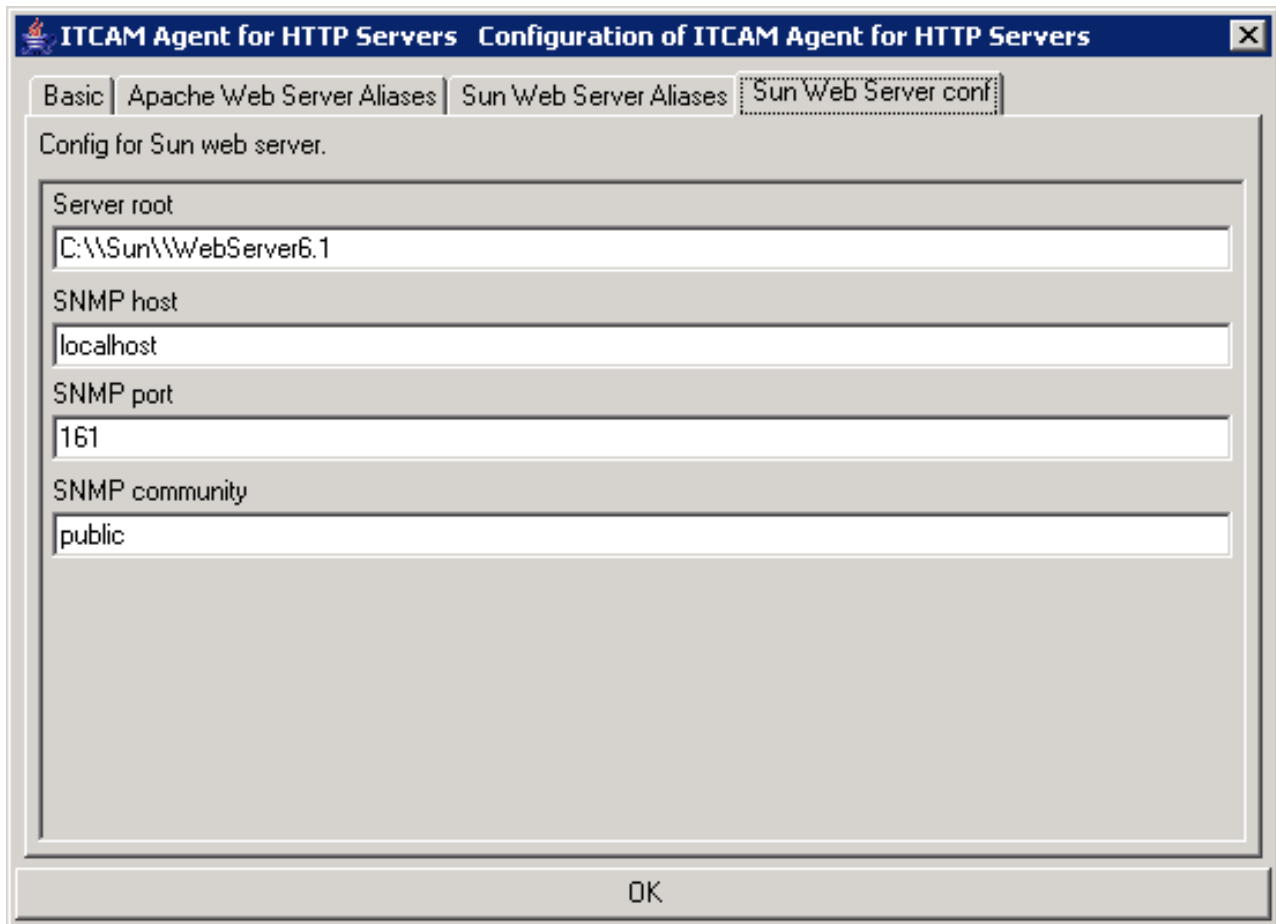 ITCAM Agent for HTTP Servers Configuration of ITCAM Agent for HTTP Servers
Basic Apache Web Server Aliases Sun Web Server Aliases Sun Web Server conf
Config for Sun web server.
Server root
C:\\Sun\\WebServer6.1
SNMP host
localhost
SNMP port
161
SNMP community
public
OK